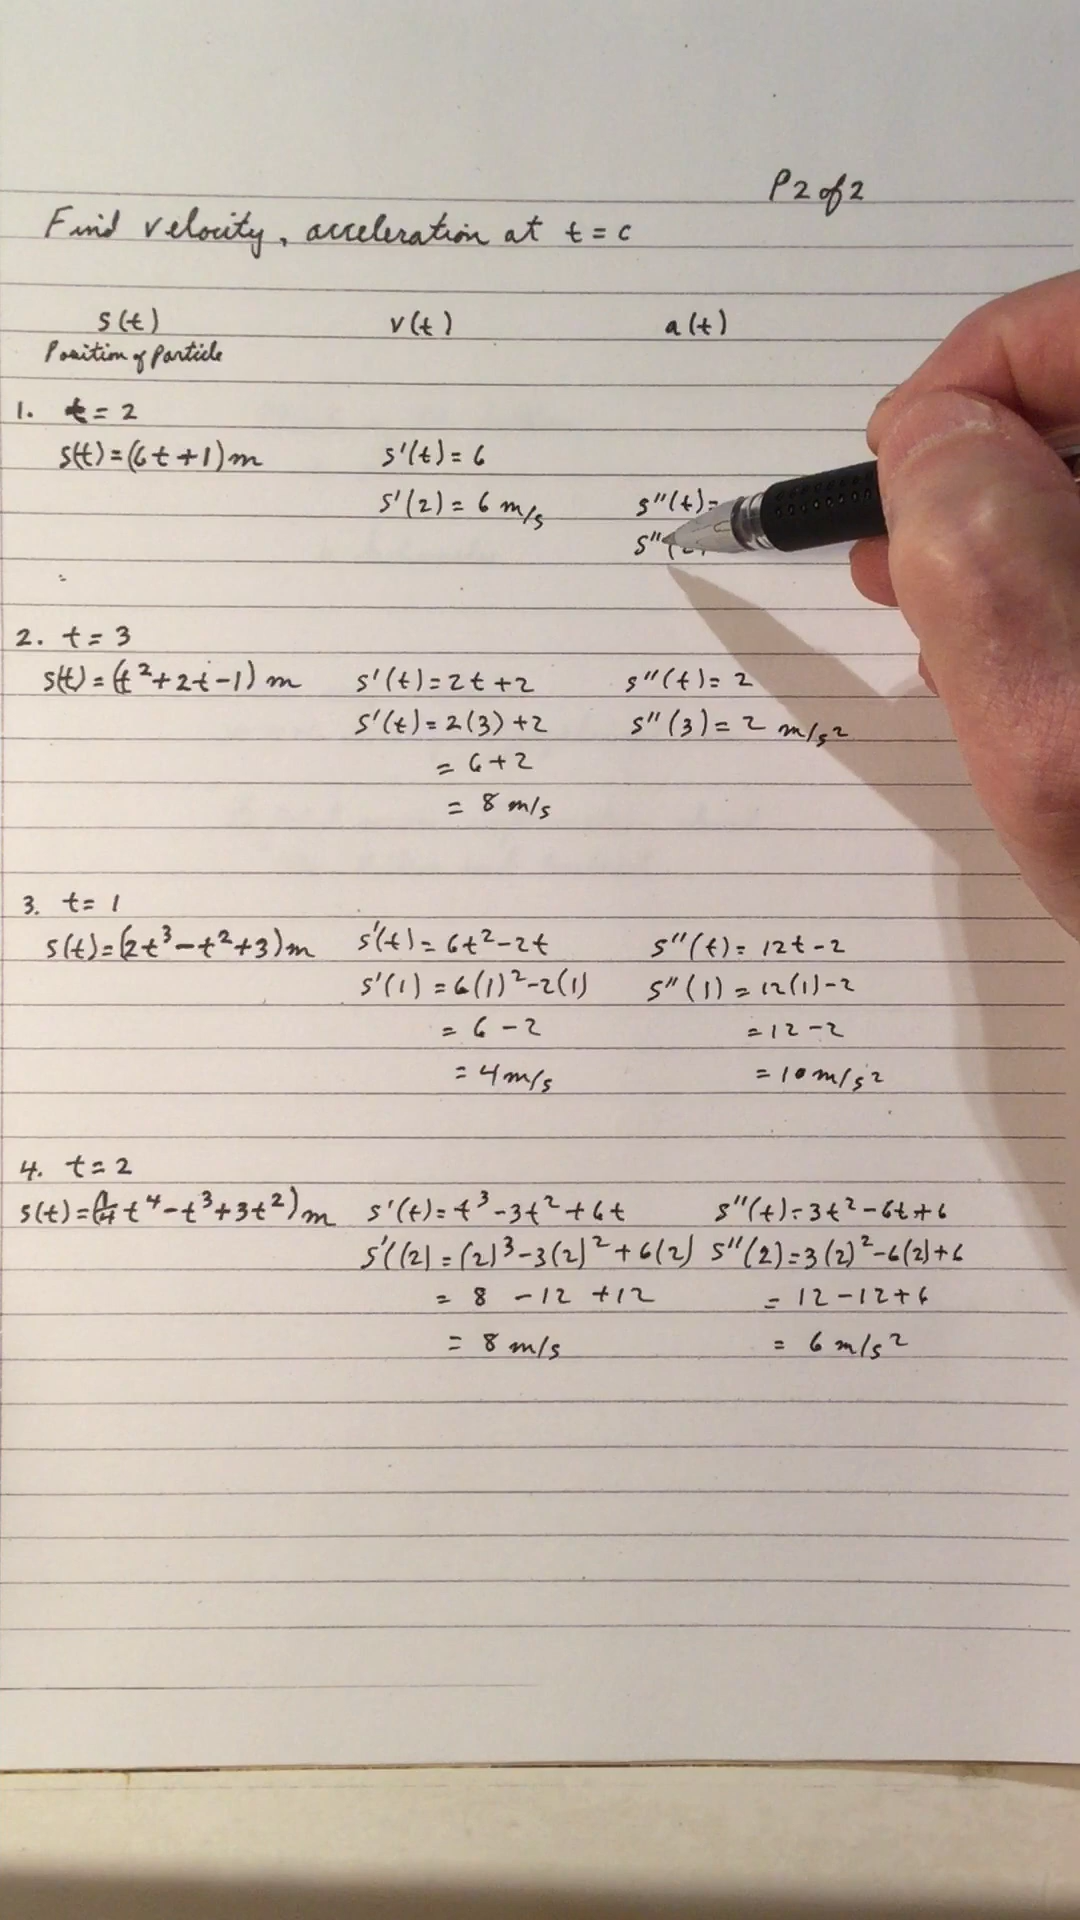 P2 of 2
Find velocity, acceleration at t = c
s(t) v(t) a(t)
Position of Particle
1. t = 2
s(t) = (6t + 1) m s'(t) = 6
s'(2) = 6 m/s s''(t) =
s''(2)
2. t = 3
s(t) = (t² + 2t - 1) m s'(t) = 2t + 2 s''(t) = 2
s'(t) = 2(3) + 2 s''(3) = 2 m/s²
= 6 + 2
= 8 m/s
3. t = 1
s(t) = (2t³ - t² + 3) m s'(t) = 6t² - 2t s''(t) = 12t - 2
s'(1) = 6(1)² - 2(1) s''(1) = 12(1) - 2
= 6 - 2 = 12 - 2
= 4 m/s = 10 m/s²
4. t = 2
s(t) = (1/4 t⁴ - t³ + 3t²) m s'(t) = t³ - 3t² + 6t s''(t) = 3t² - 6t + 6
s'(2) = (2)³ - 3(2)² + 6(2) s''(2) = 3(2)² - 6(2) + 6
= 8 - 12 + 12 = 12 - 12 + 6
= 8 m/s = 6 m/s²